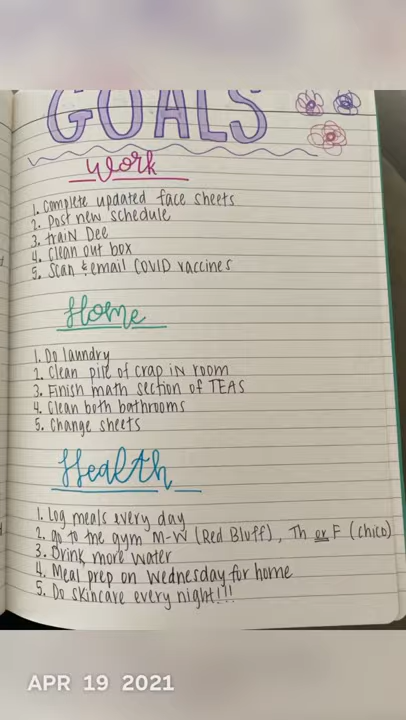 GOALS
Work
1. Complete updated face sheets
2. Post new schedule
3. traiN Dee
4. Clean out box
5. Scan & email COVID vaccines
Home
1. Do laundry
2. Clean pile of crap iN room
3. Finish math section of TEAS
4. Clean both bathrooms
5. Change sheets
Health
1. Log meals every day
2. go to the gym M-W (Red Bluff), Th or F (Chico)
3. Drink more water
4. Meal prep on Wednesday for home
5. Do skincare every night!!!
APR 19 2021